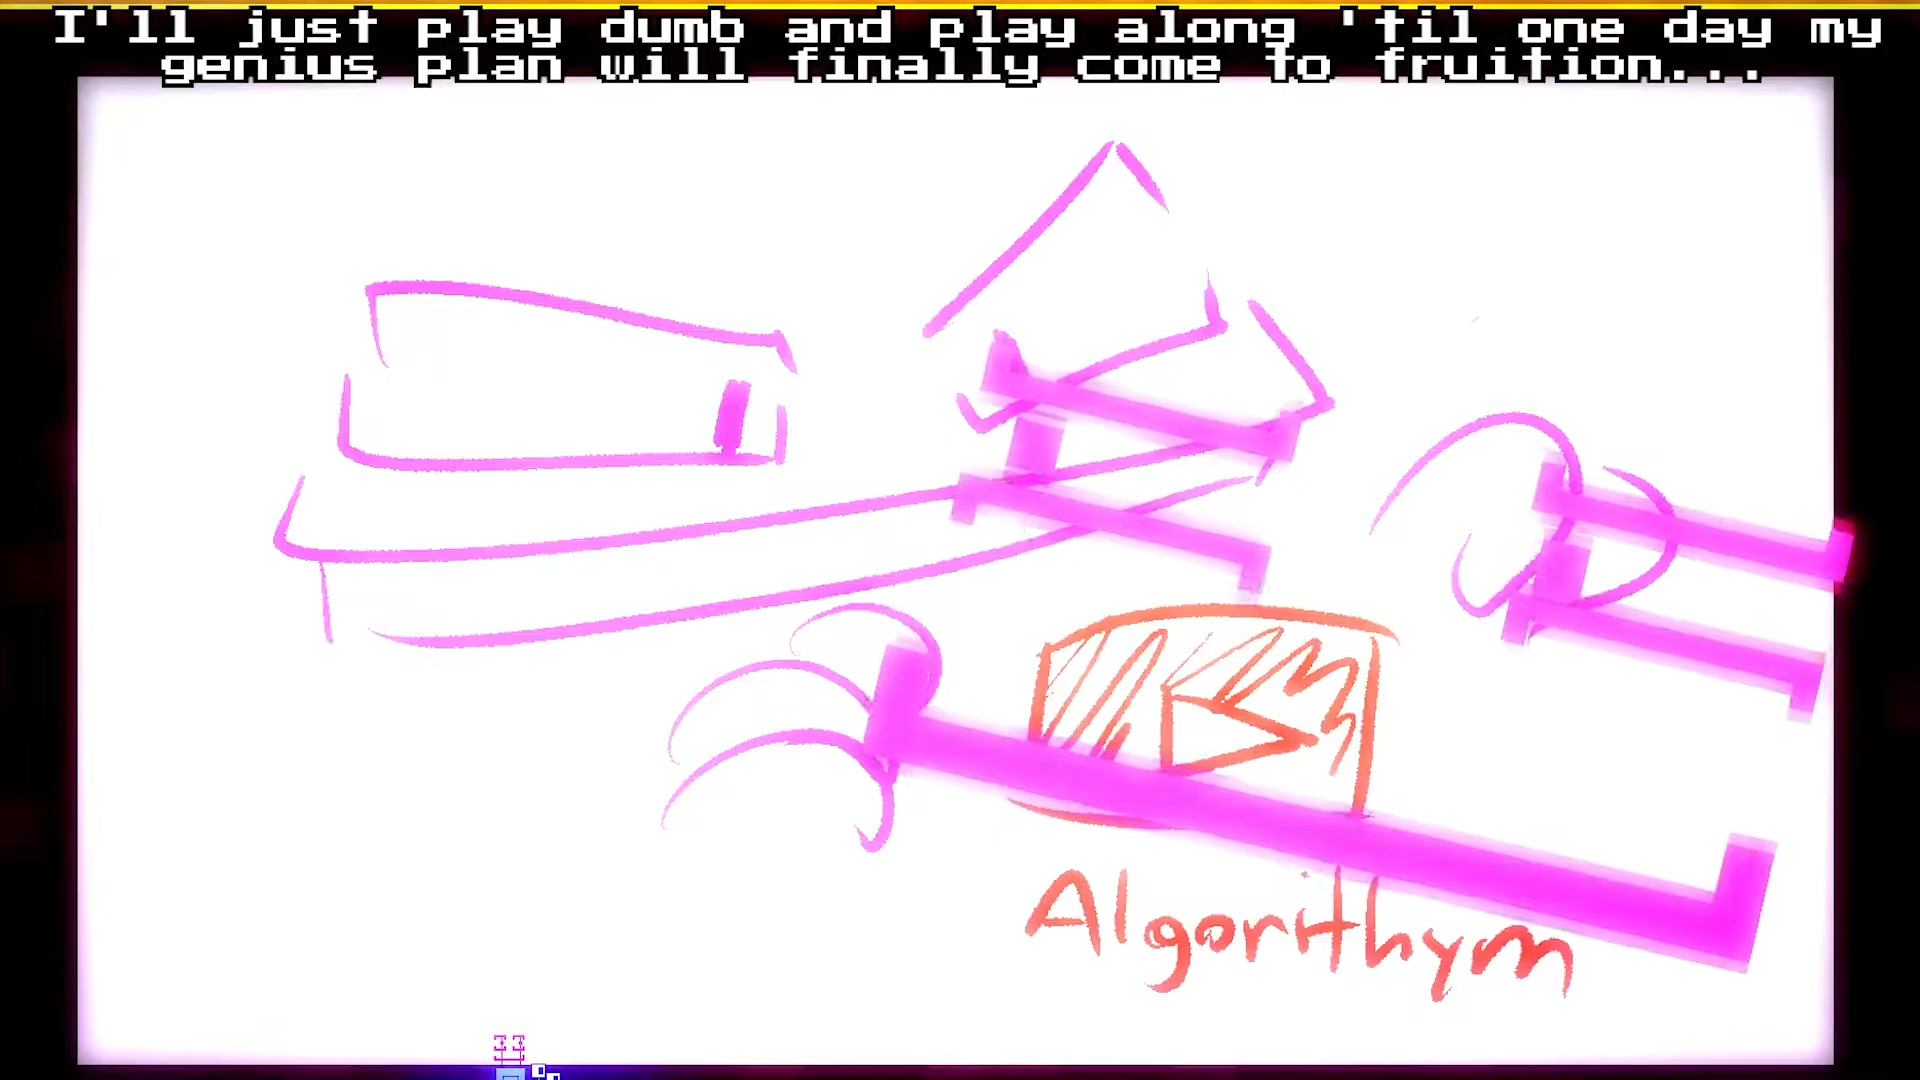 I'll just play dumb and play along 'til one day my
genius plan will finally come to fruition...
Algorithym